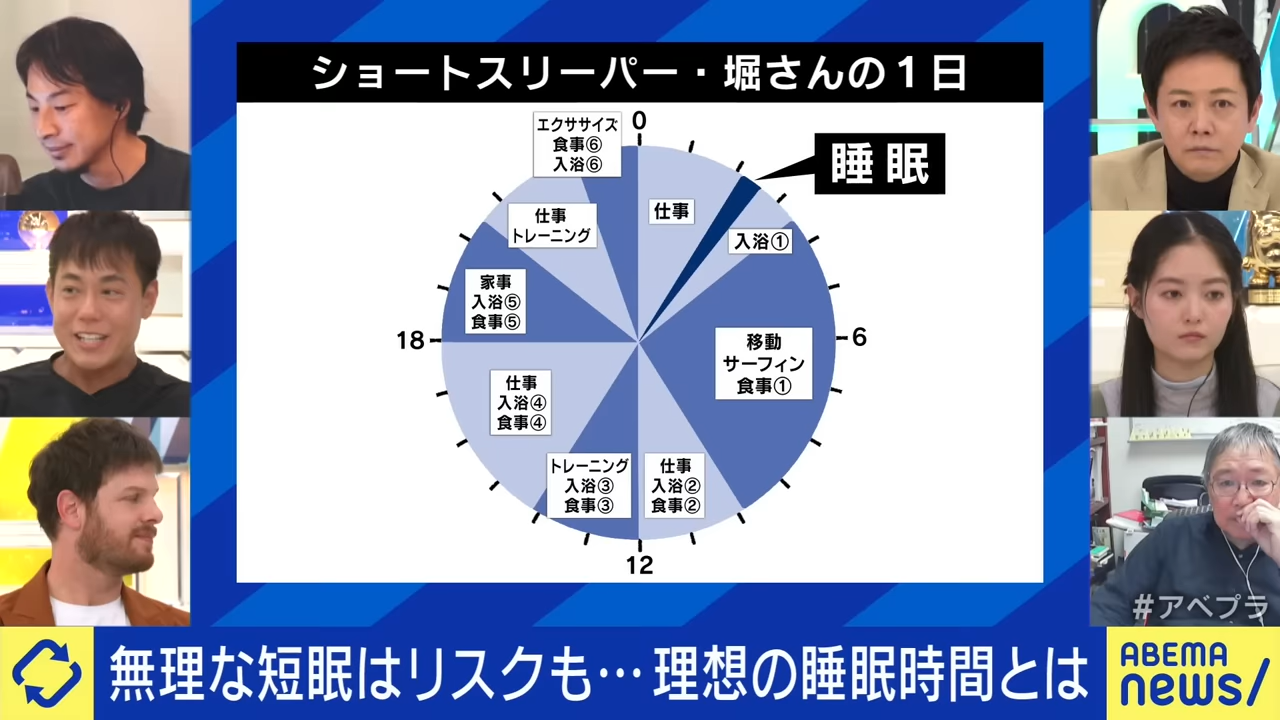 ショートスリーパー・堀さんの1日
0
エクササイズ
食事⑥
入浴⑥
睡眠
仕事
トレーニング
仕事
入浴①
家事
入浴⑤
食事⑤
18
6
移動
サーフィン
食事①
仕事
入浴④
食事④
トレーニング
入浴③
食事③
仕事
入浴②
食事②
12
#アベプラ
無理な短眠はリスクも…理想の睡眠時間とは
ABEMA
news/